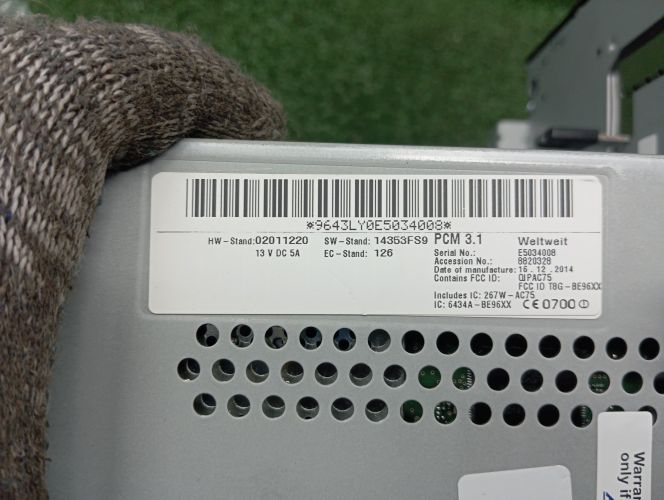 *9643LY0E5034008*
HW-Stand:02011220 SW-Stand: 14353FS9 PCM 3.1 Weltweit
13 V DC 5A EC-Stand: 126
Serial No.: E5034008
Accession No.: 8820328
Date of manufacture: 16.12.2014
Contains FCC ID: QIPAC75
FCC ID T8G-BE96XX
Includes IC: 267W-AC75
IC: 6434A-BE96XX CE0700
Warran
only if